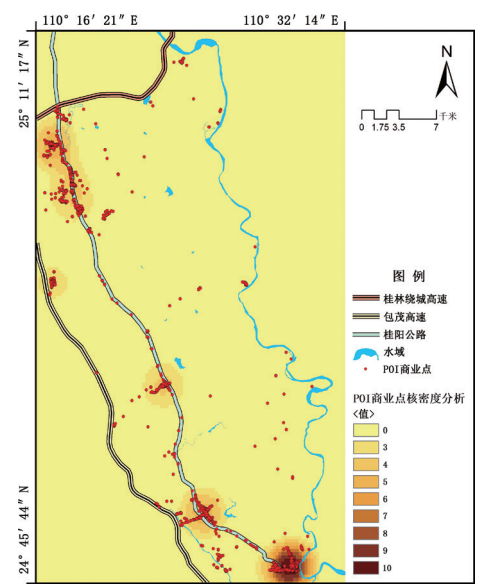 110° 16′ 21″ E
110° 32′ 14″ E
25° 11′ 17″ N
24° 45′ 44″ N
N
0 1.75 3.5 7 千米
图 例
桂林绕城高速
包茂高速
桂阳公路
水域
POI商业点
POI商业点核密度分析
<值>
0
3
4
5
6
7
8
9
10